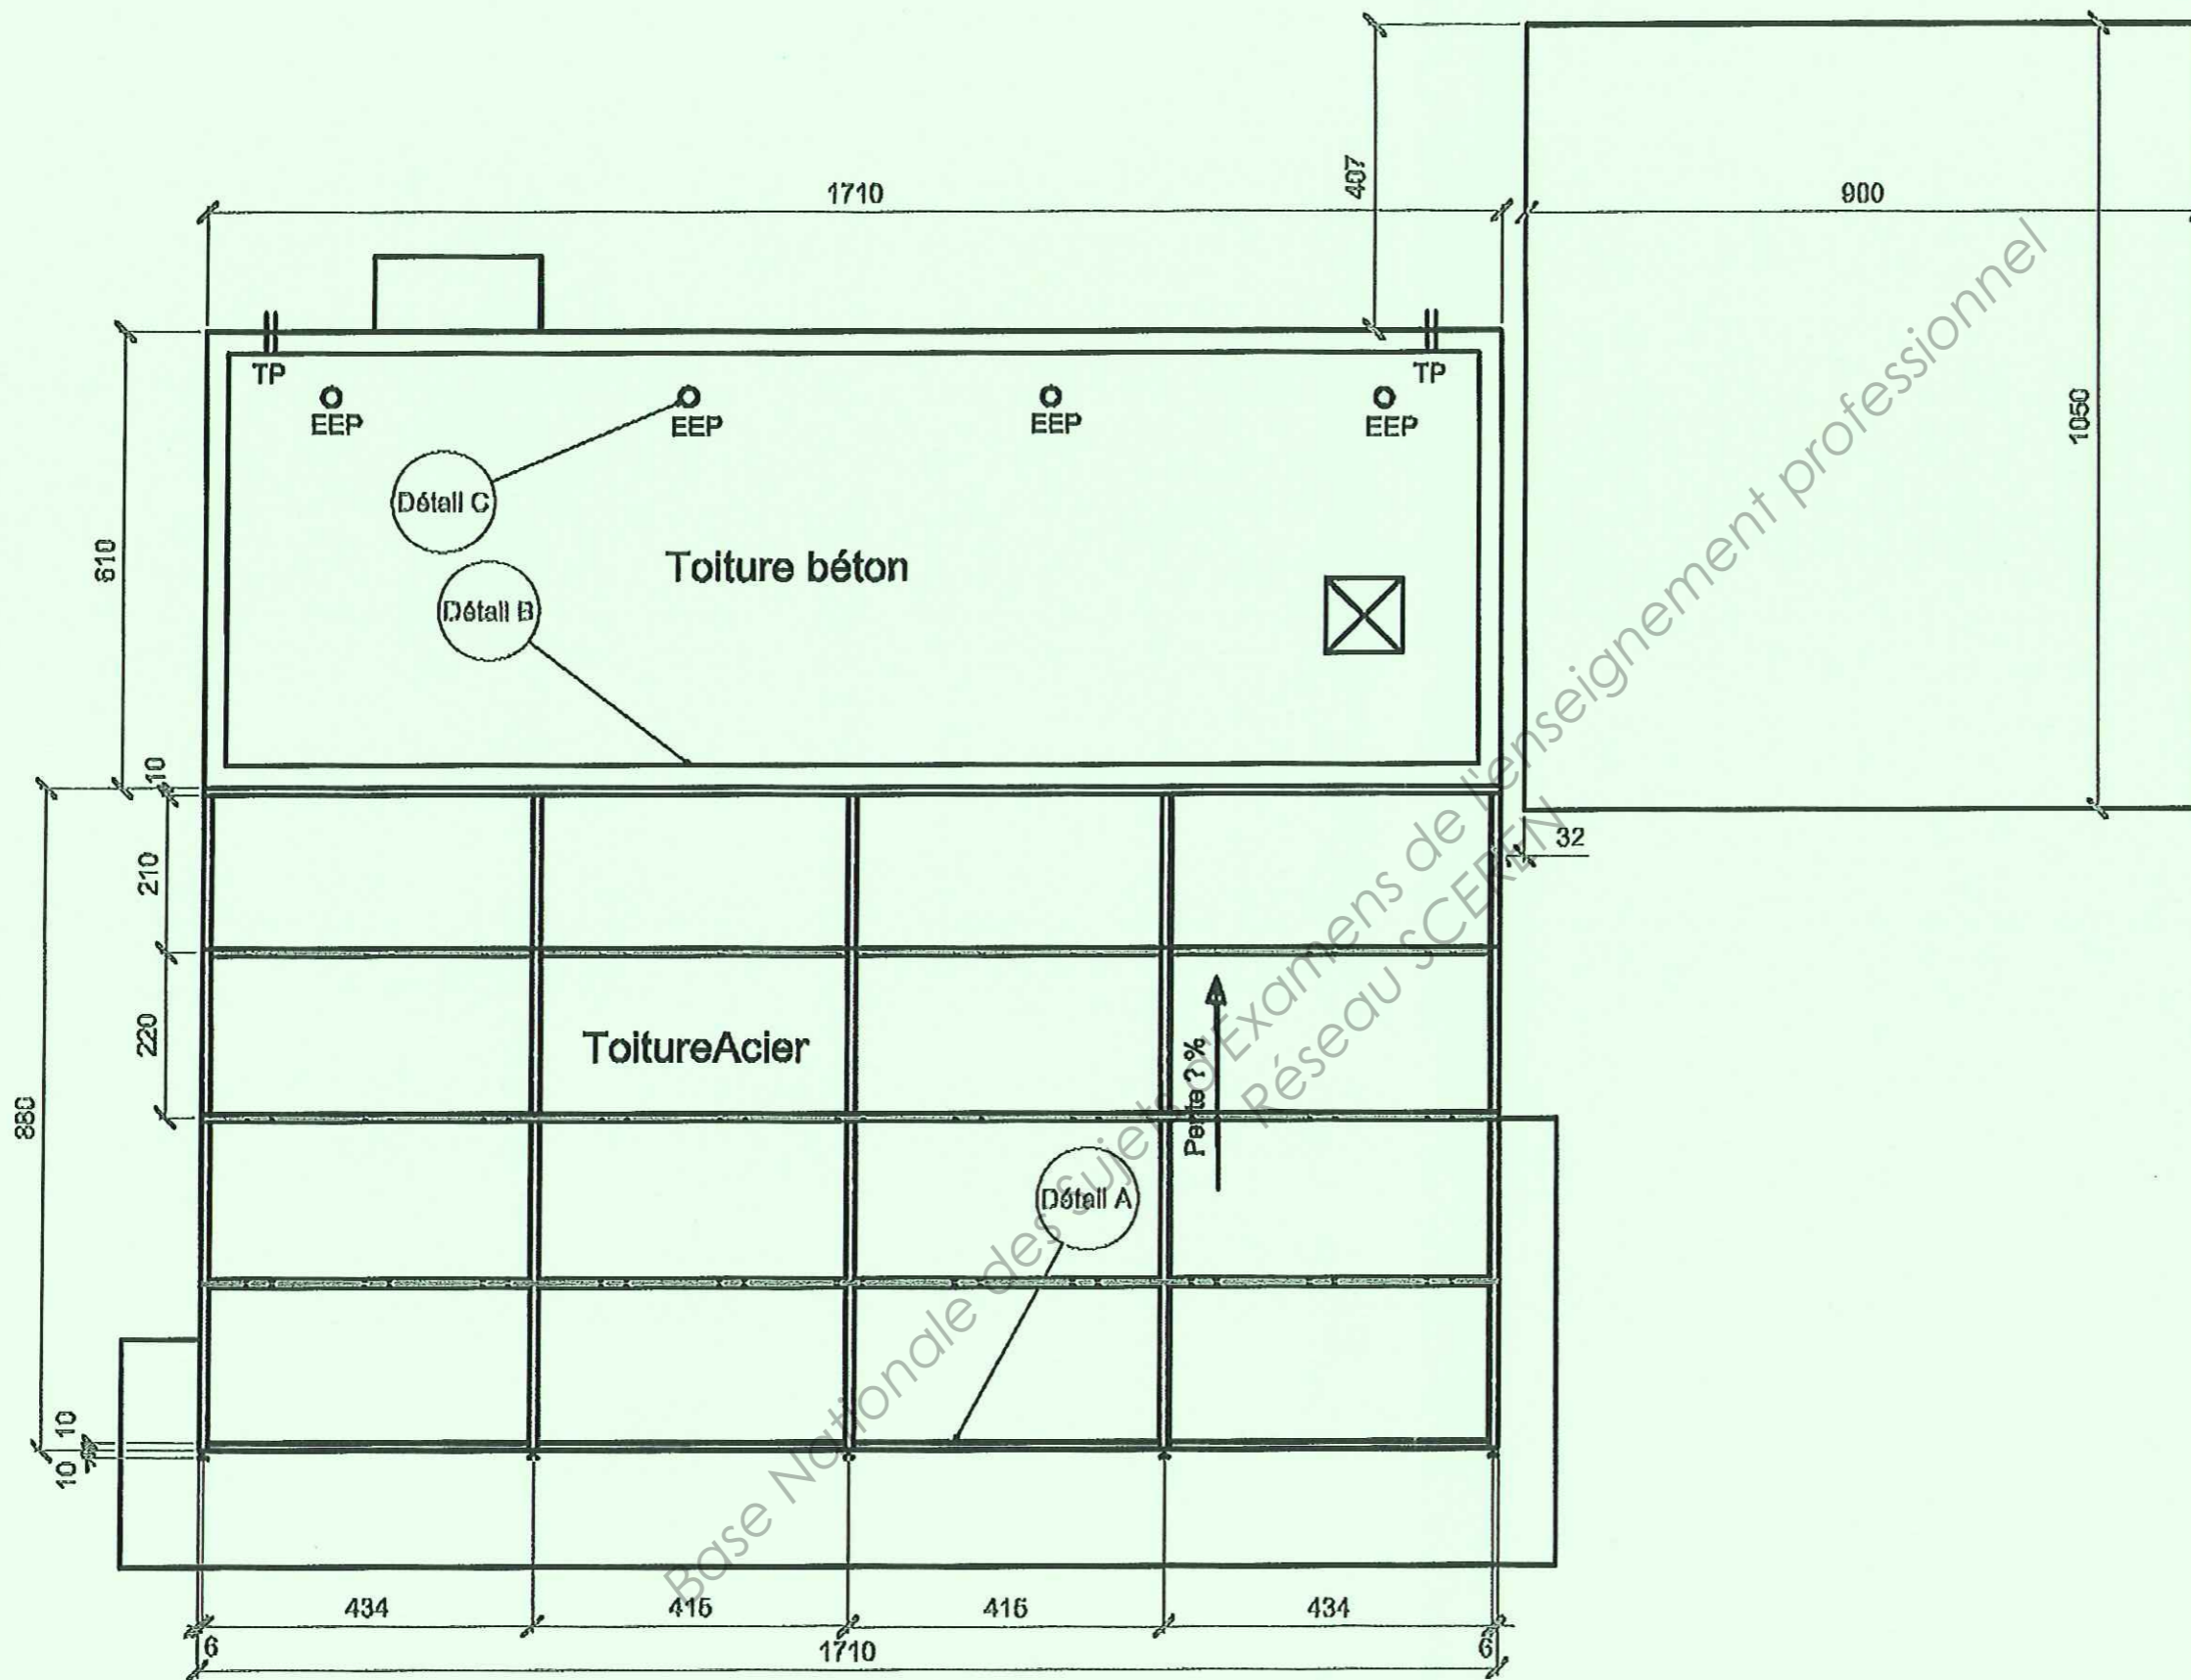 407
1710
900
TP
TP
EEP
EEP
EEP
EEP
1050
Détail C
610
Toiture béton
Détail B
10
32
210
220
ToitureAcier
Pente ? %
880
Détail A
10
10
434
416
416
434
6
1710
6
Base Nationale des Sujets d'Examens de l'enseignement professionnel
Réseau SCEREN